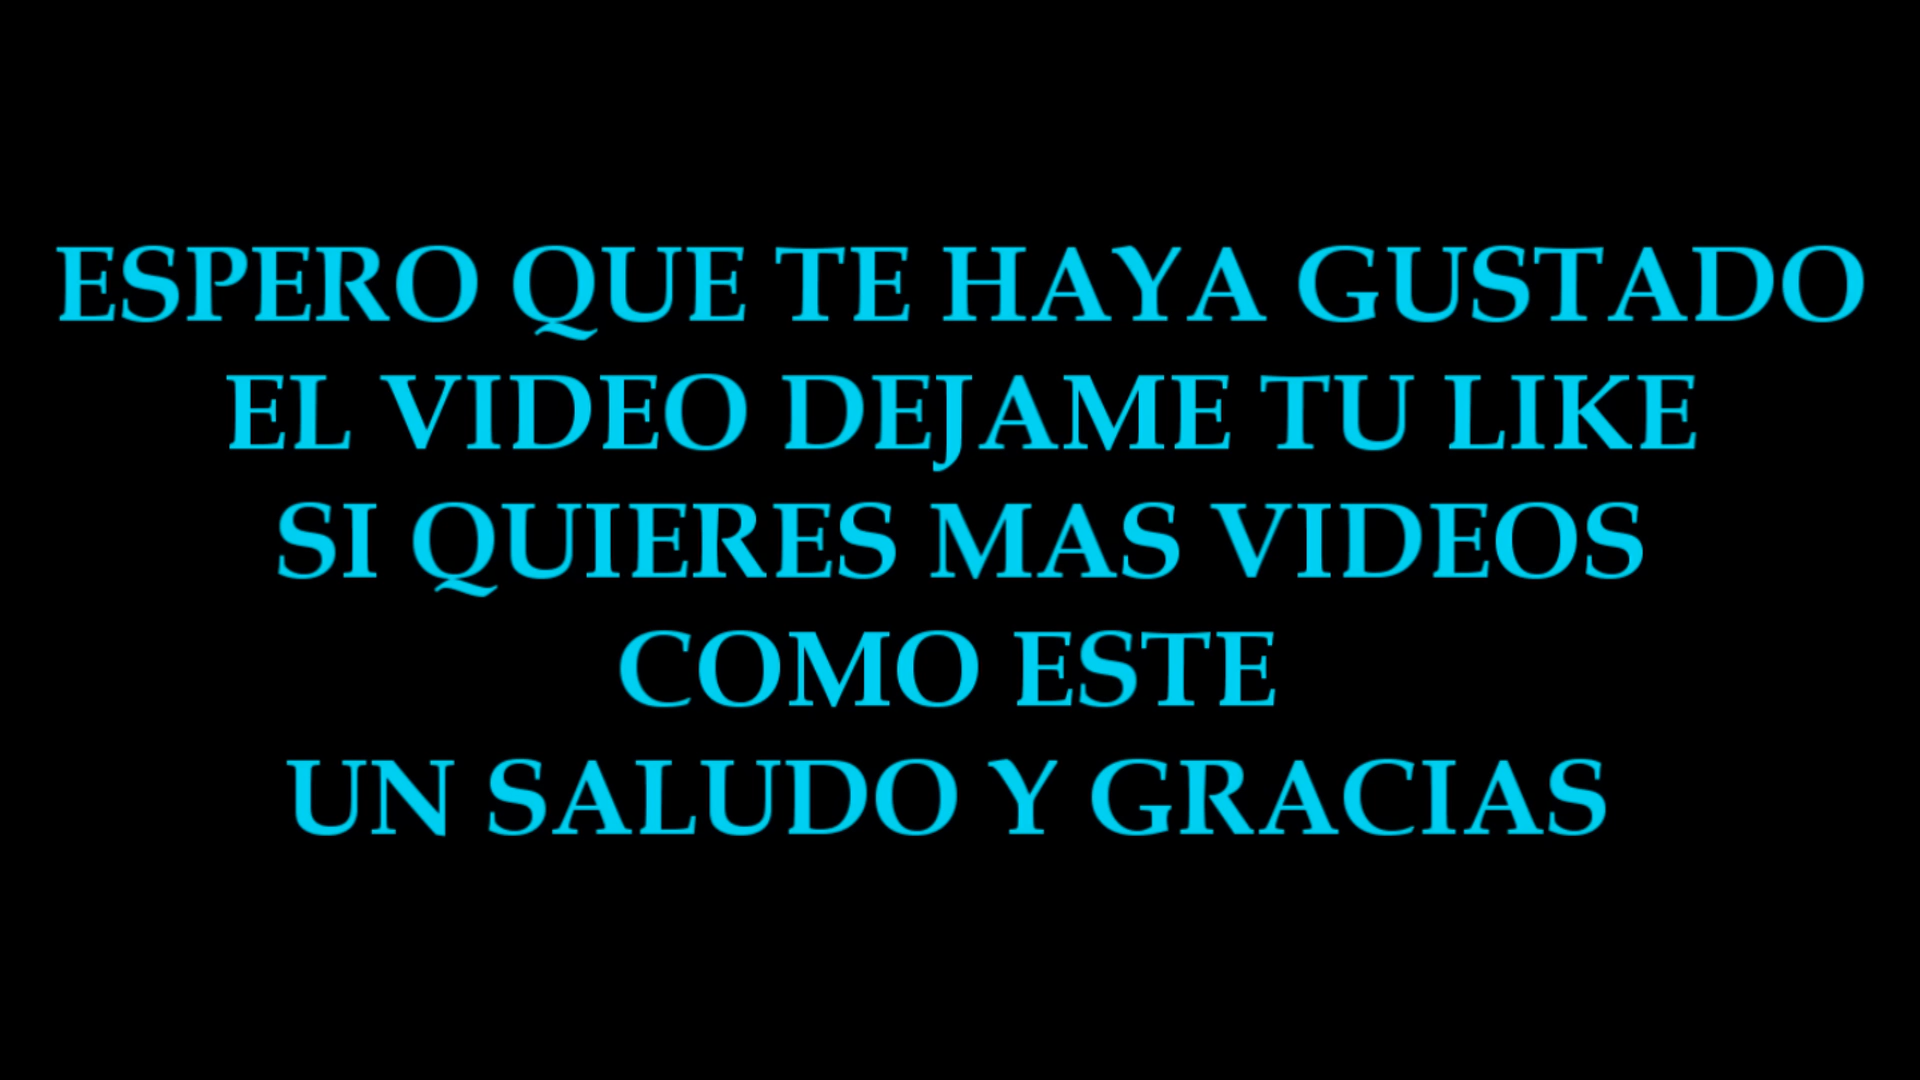 ESPERO QUE TE HAYA GUSTADO
EL VIDEO DEJAME TU LIKE
SI QUIERES MAS VIDEOS
COMO ESTE
UN SALUDO Y GRACIAS